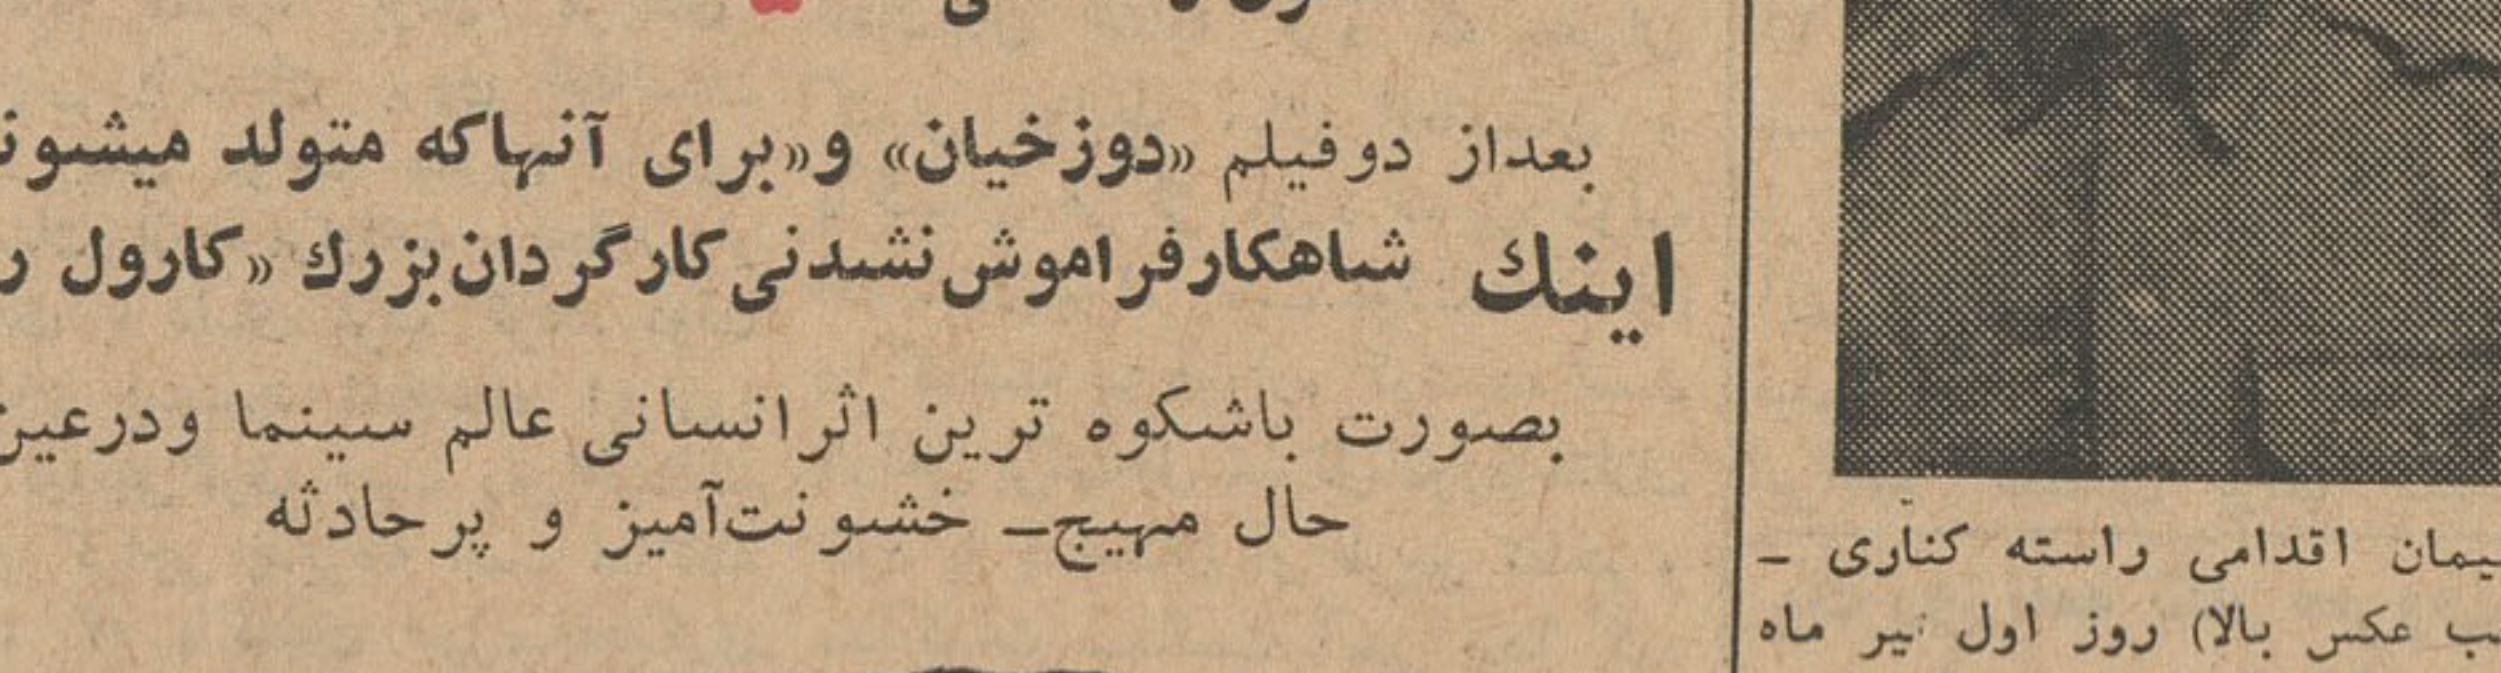 بعداز دوفیلم «دوزخیان» و«برای آنهاکه متولد
اینك شاهکارفراموش نشدنی کارگردان بزرك «کارول
بصورت باشکوه ترین اثرانسانی عالم سینما ودرعین
حال مهیج ـ خشونت‌آمیز و پرحادثه
اقدامی راسته کناری ـ
عکس بالا) روز اول تیر ماه